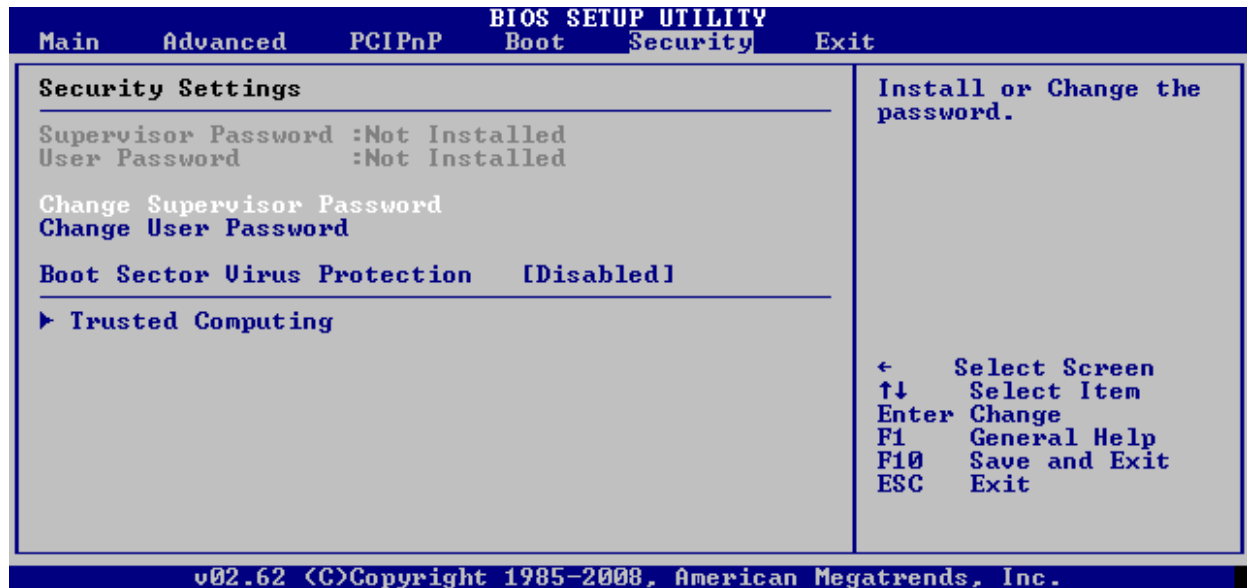 BIOS SETUP UTILITY
Main Advanced PCIPnP Boot Security Exit
Security Settings
Supervisor Password :Not Installed
User Password :Not Installed
Change Supervisor Password
Change User Password
Boot Sector Virus Protection [Disabled]
▶ Trusted Computing
Install or Change the
password.
← Select Screen
↑↓ Select Item
Enter Change
F1 General Help
F10 Save and Exit
ESC Exit
v02.62 (C)Copyright 1985-2008, American Megatrends, Inc.